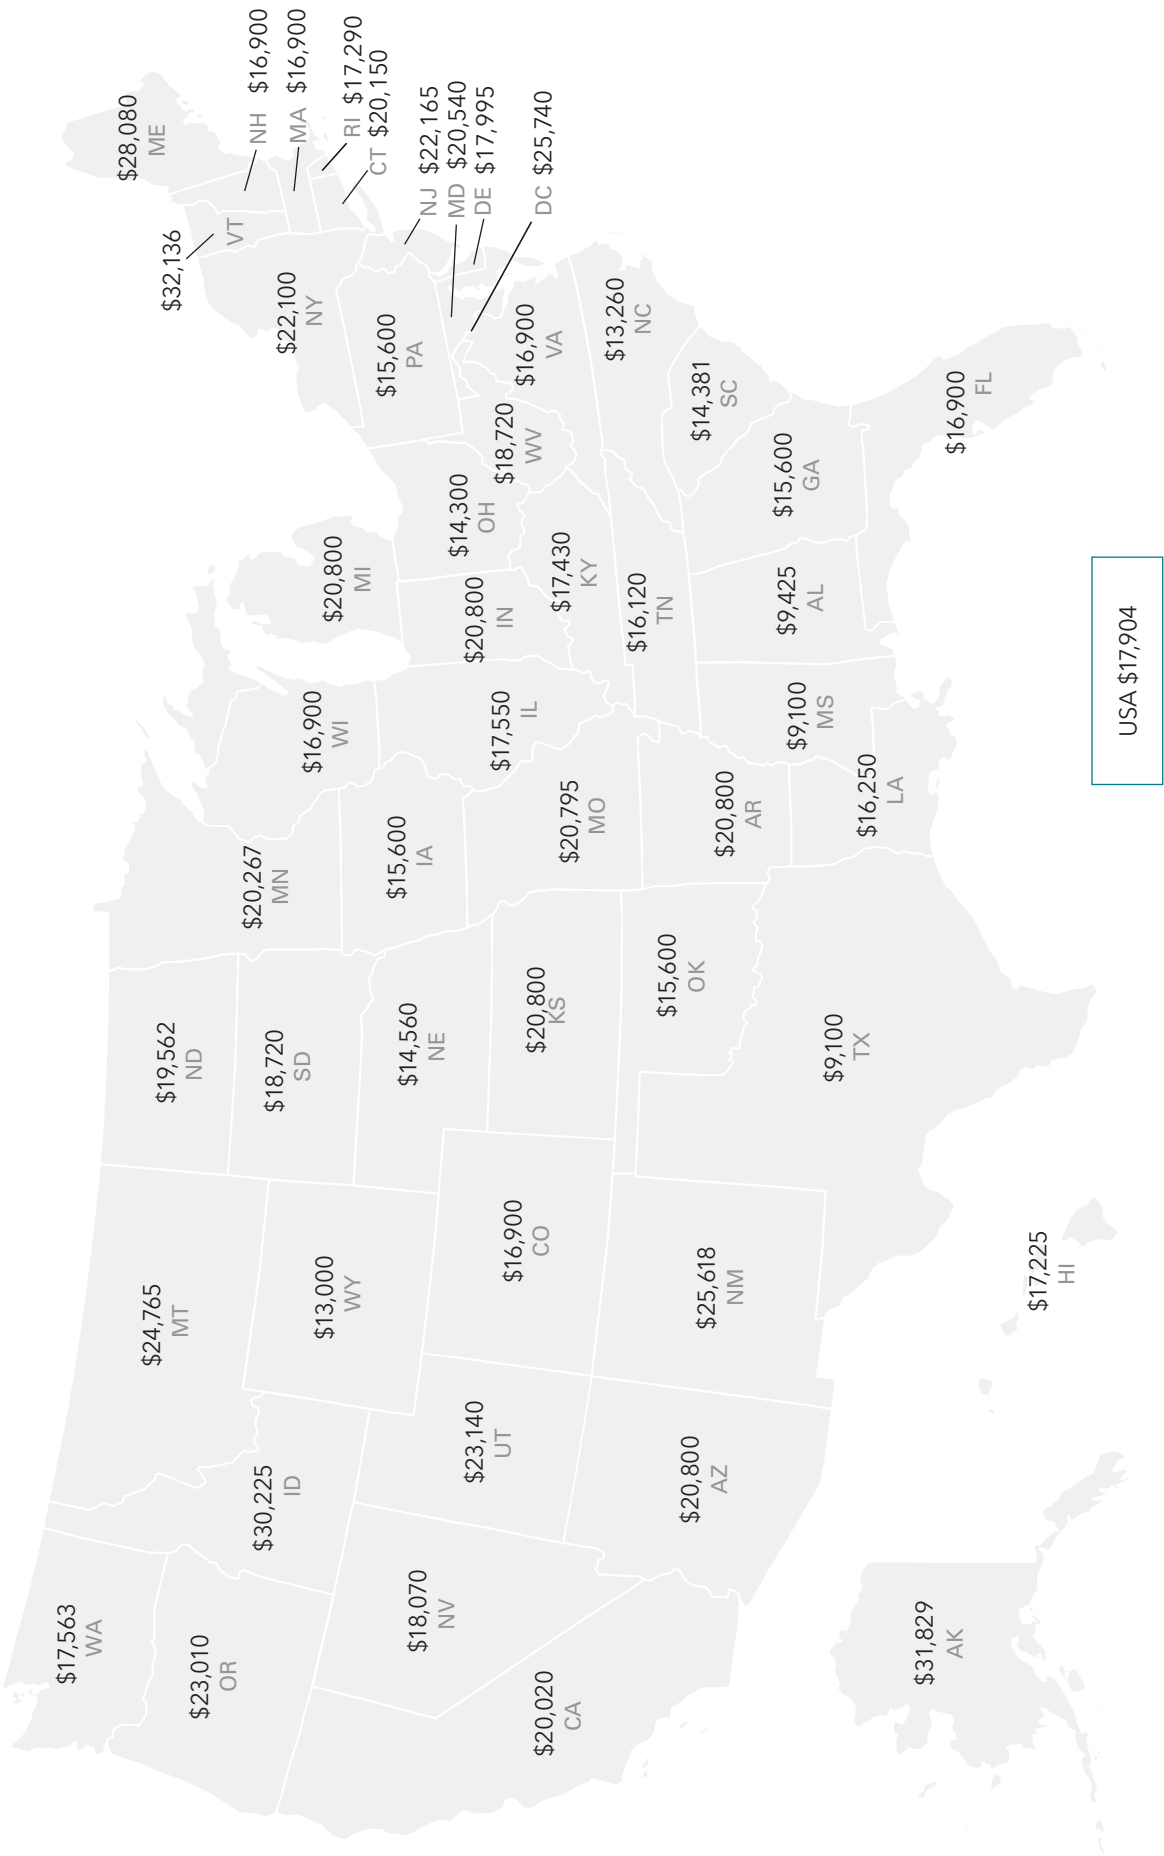 $17,563
WA
$23,010
OR
$20,020
CA
$18,070
NV
$30,225
ID
$24,765
MT
$13,000
WY
$23,140
UT
$20,800
AZ
$16,900
CO
$25,618
NM
$19,562
ND
$18,720
SD
$14,560
NE
$20,800
KS
$15,600
OK
$9,100
TX
$20,267
MN
$15,600
IA
$20,795
MO
$20,800
AR
$16,250
LA
$16,900
WI
$17,550
IL
$20,800
MI
$20,800
IN
$14,300
OH
$17,430
KY
$16,120
TN
$9,100
MS
$9,425
AL
$15,600
GA
$16,900
FL
$14,381
SC
$13,260
NC
$16,900
VA
$18,720
WV
$15,600
PA
$22,100
NY
$32,136
VT
$28,080
ME
NH $16,900
MA $16,900
RI $17,290
CT $20,150
NJ $22,165
MD $20,540
DE $17,995
DC $25,740
$31,829
AK
$17,225
HI
USA $17,904